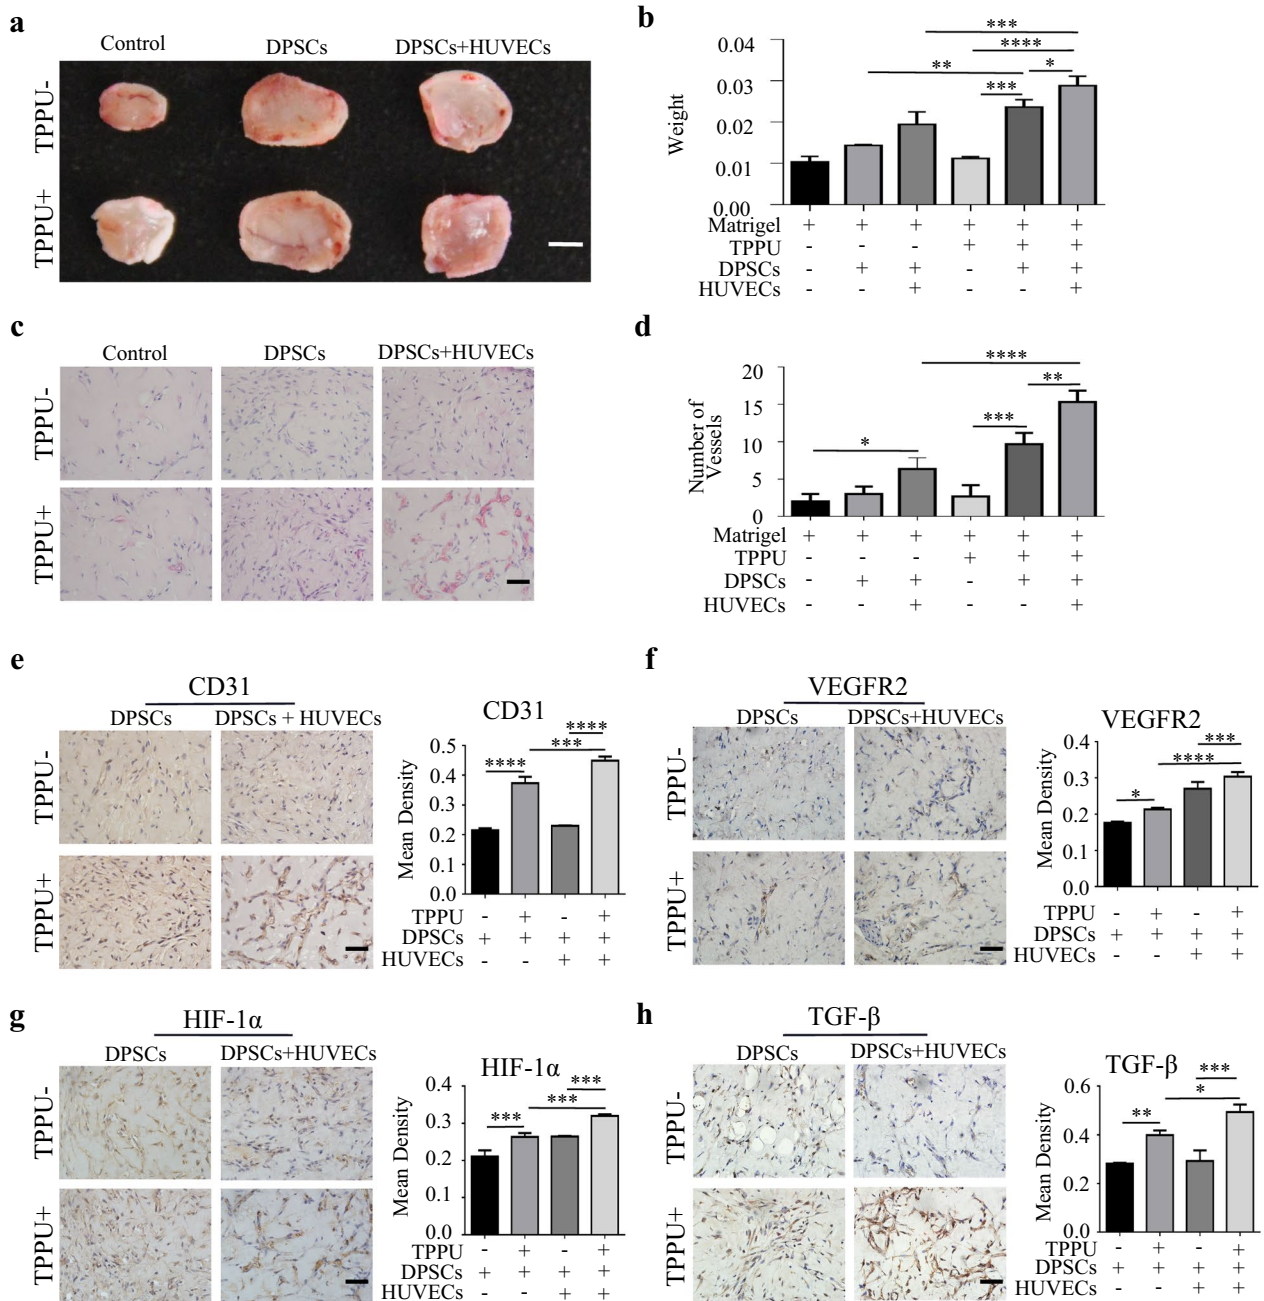 a
Control DPSCs DPSCs+HUVECs
TPPU-
TPPU+
b
*** 
****
** *
***
0.04
0.03
0.02
0.01
0.00
Weight
Matrigel + + + + + +
TPPU - - - + + +
DPSCs - + + - + +
HUVECs - - + - - +
c
Control DPSCs DPSCs+HUVECs
TPPU-
TPPU+
d
****
**
***
*
20
15
10
5
0
Number of
Vessels
Matrigel + + + + + +
TPPU - - - + + +
DPSCs - + + - + +
HUVECs - - + - - +
e
CD31
DPSCs DPSCs + HUVECs
TPPU-
TPPU+
CD31
****
***
****
0.5
0.4
0.3
0.2
0.1
0.0
Mean Density
TPPU - + - +
DPSCs + + + +
HUVECs - - + +
f
VEGFR2
DPSCs DPSCs+HUVECs
TPPU-
TPPU+
VEGFR2
***
****
*
0.4
0.3
0.2
0.1
0.0
Mean Density
TPPU - + - +
DPSCs + + + +
HUVECs - - + +
g
HIF-1α
DPSCs DPSCs+HUVECs
TPPU-
TPPU+
HIF-1α
***
***
***
0.4
0.3
0.2
0.1
0.0
Mean Density
TPPU - + - +
DPSCs + + + +
HUVECs - - + +
h
TGF-β
DPSCs DPSCs+HUVECs
TPPU-
TPPU+
TGF-β
***
*
**
0.6
0.4
0.2
0.0
Mean Density
TPPU - + - +
DPSCs + + + +
HUVECs - - + +